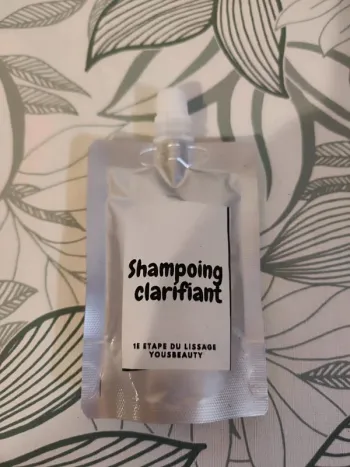 Shampoing
clarifiant
1E ETAPE DU LISSAGE
YOUSBEAUTY